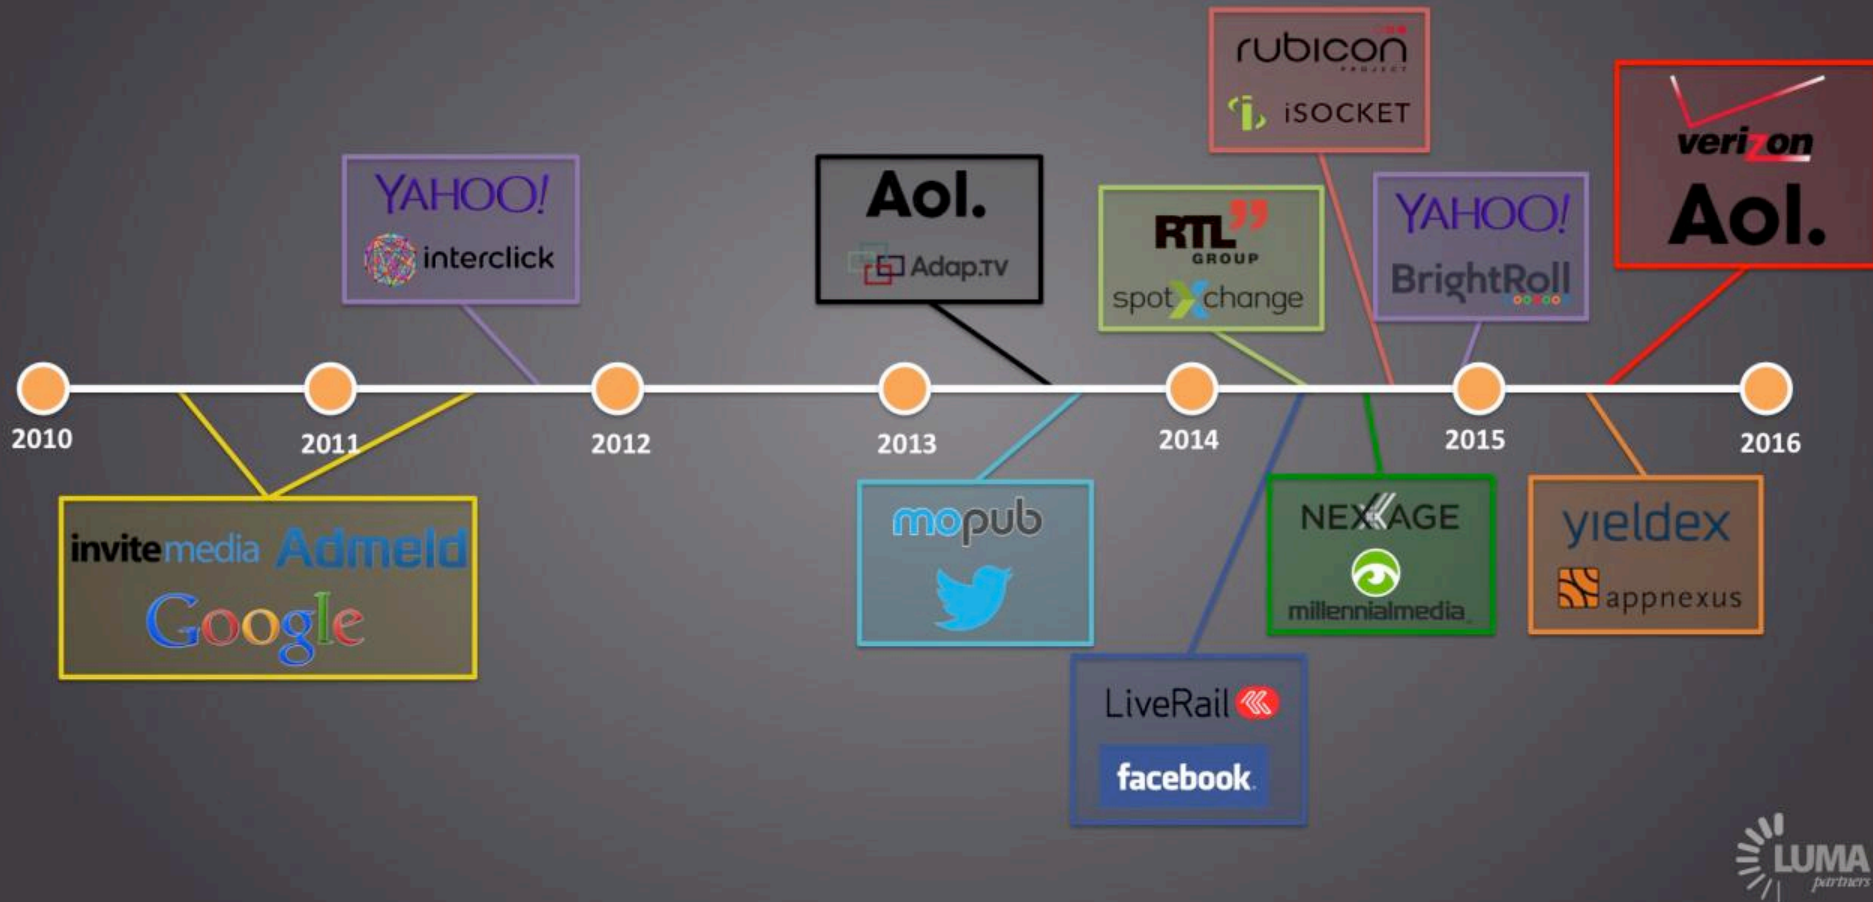 rubicon
PROJECT
iSOCKET
verizon
Aol.
YAHOO!
interclick
Aol.
Adap.TV
RTL
GROUP
spotXchange
YAHOO!
BrightRoll
2010
2011
2012
2013
2014
2015
2016
invitemedia Admeld
Google
mopub
NEXAGE
millennialmedia
yieldex
appnexus
LiveRail
facebook
LUMA
partners